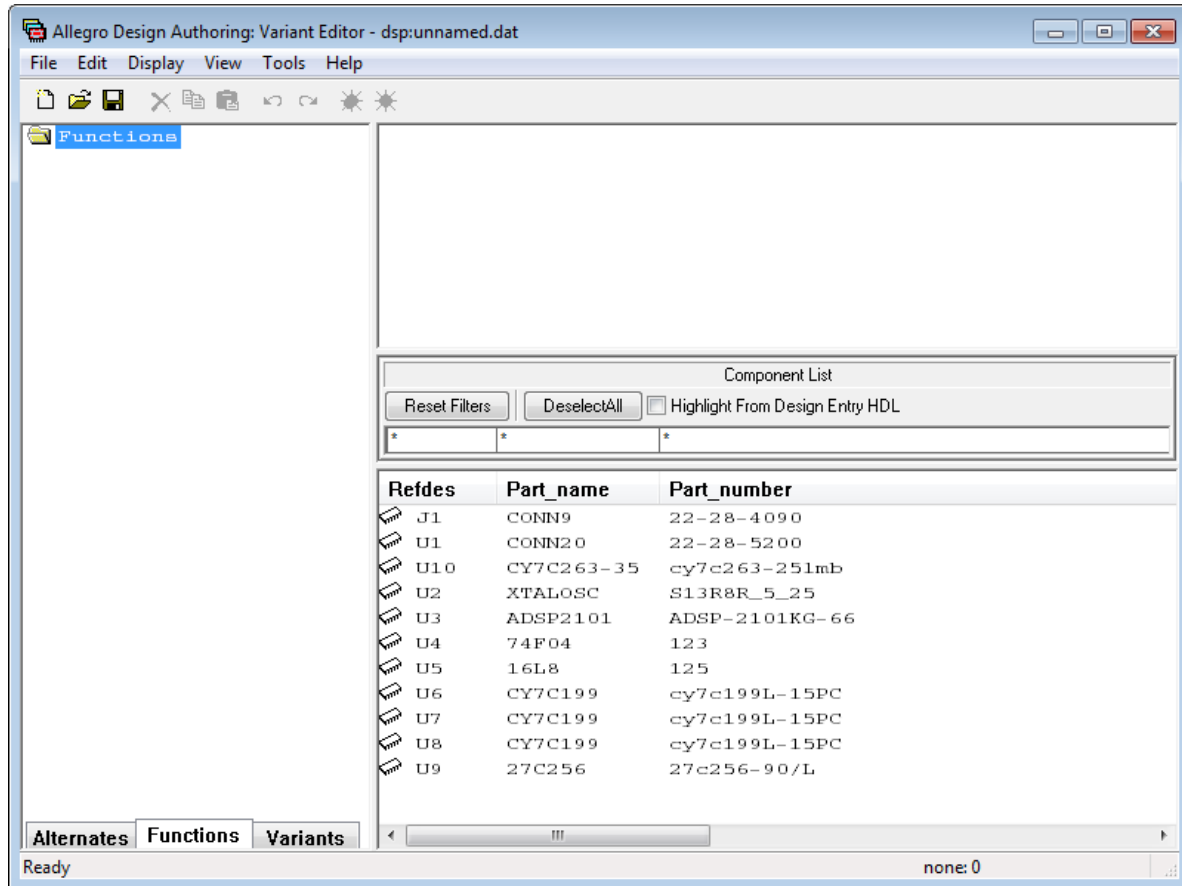 Allegro Design Authoring: Variant Editor - dsp:unnamed.dat
File Edit Display View Tools Help
Functions
Component List
Reset Filters DeselectAll Highlight From Design Entry HDL
* * *
Refdes Part_name Part_number
J1 CONN9 22-28-4090
U1 CONN20 22-28-5200
U10 CY7C263-35 cy7c263-25lmb
U2 XTALOSC S13R8R_5_25
U3 ADSP2101 ADSP-2101KG-66
U4 74F04 123
U5 16L8 125
U6 CY7C199 cy7c199L-15PC
U7 CY7C199 cy7c199L-15PC
U8 CY7C199 cy7c199L-15PC
U9 27C256 27c256-90/L
Alternates Functions Variants
Ready none: 0